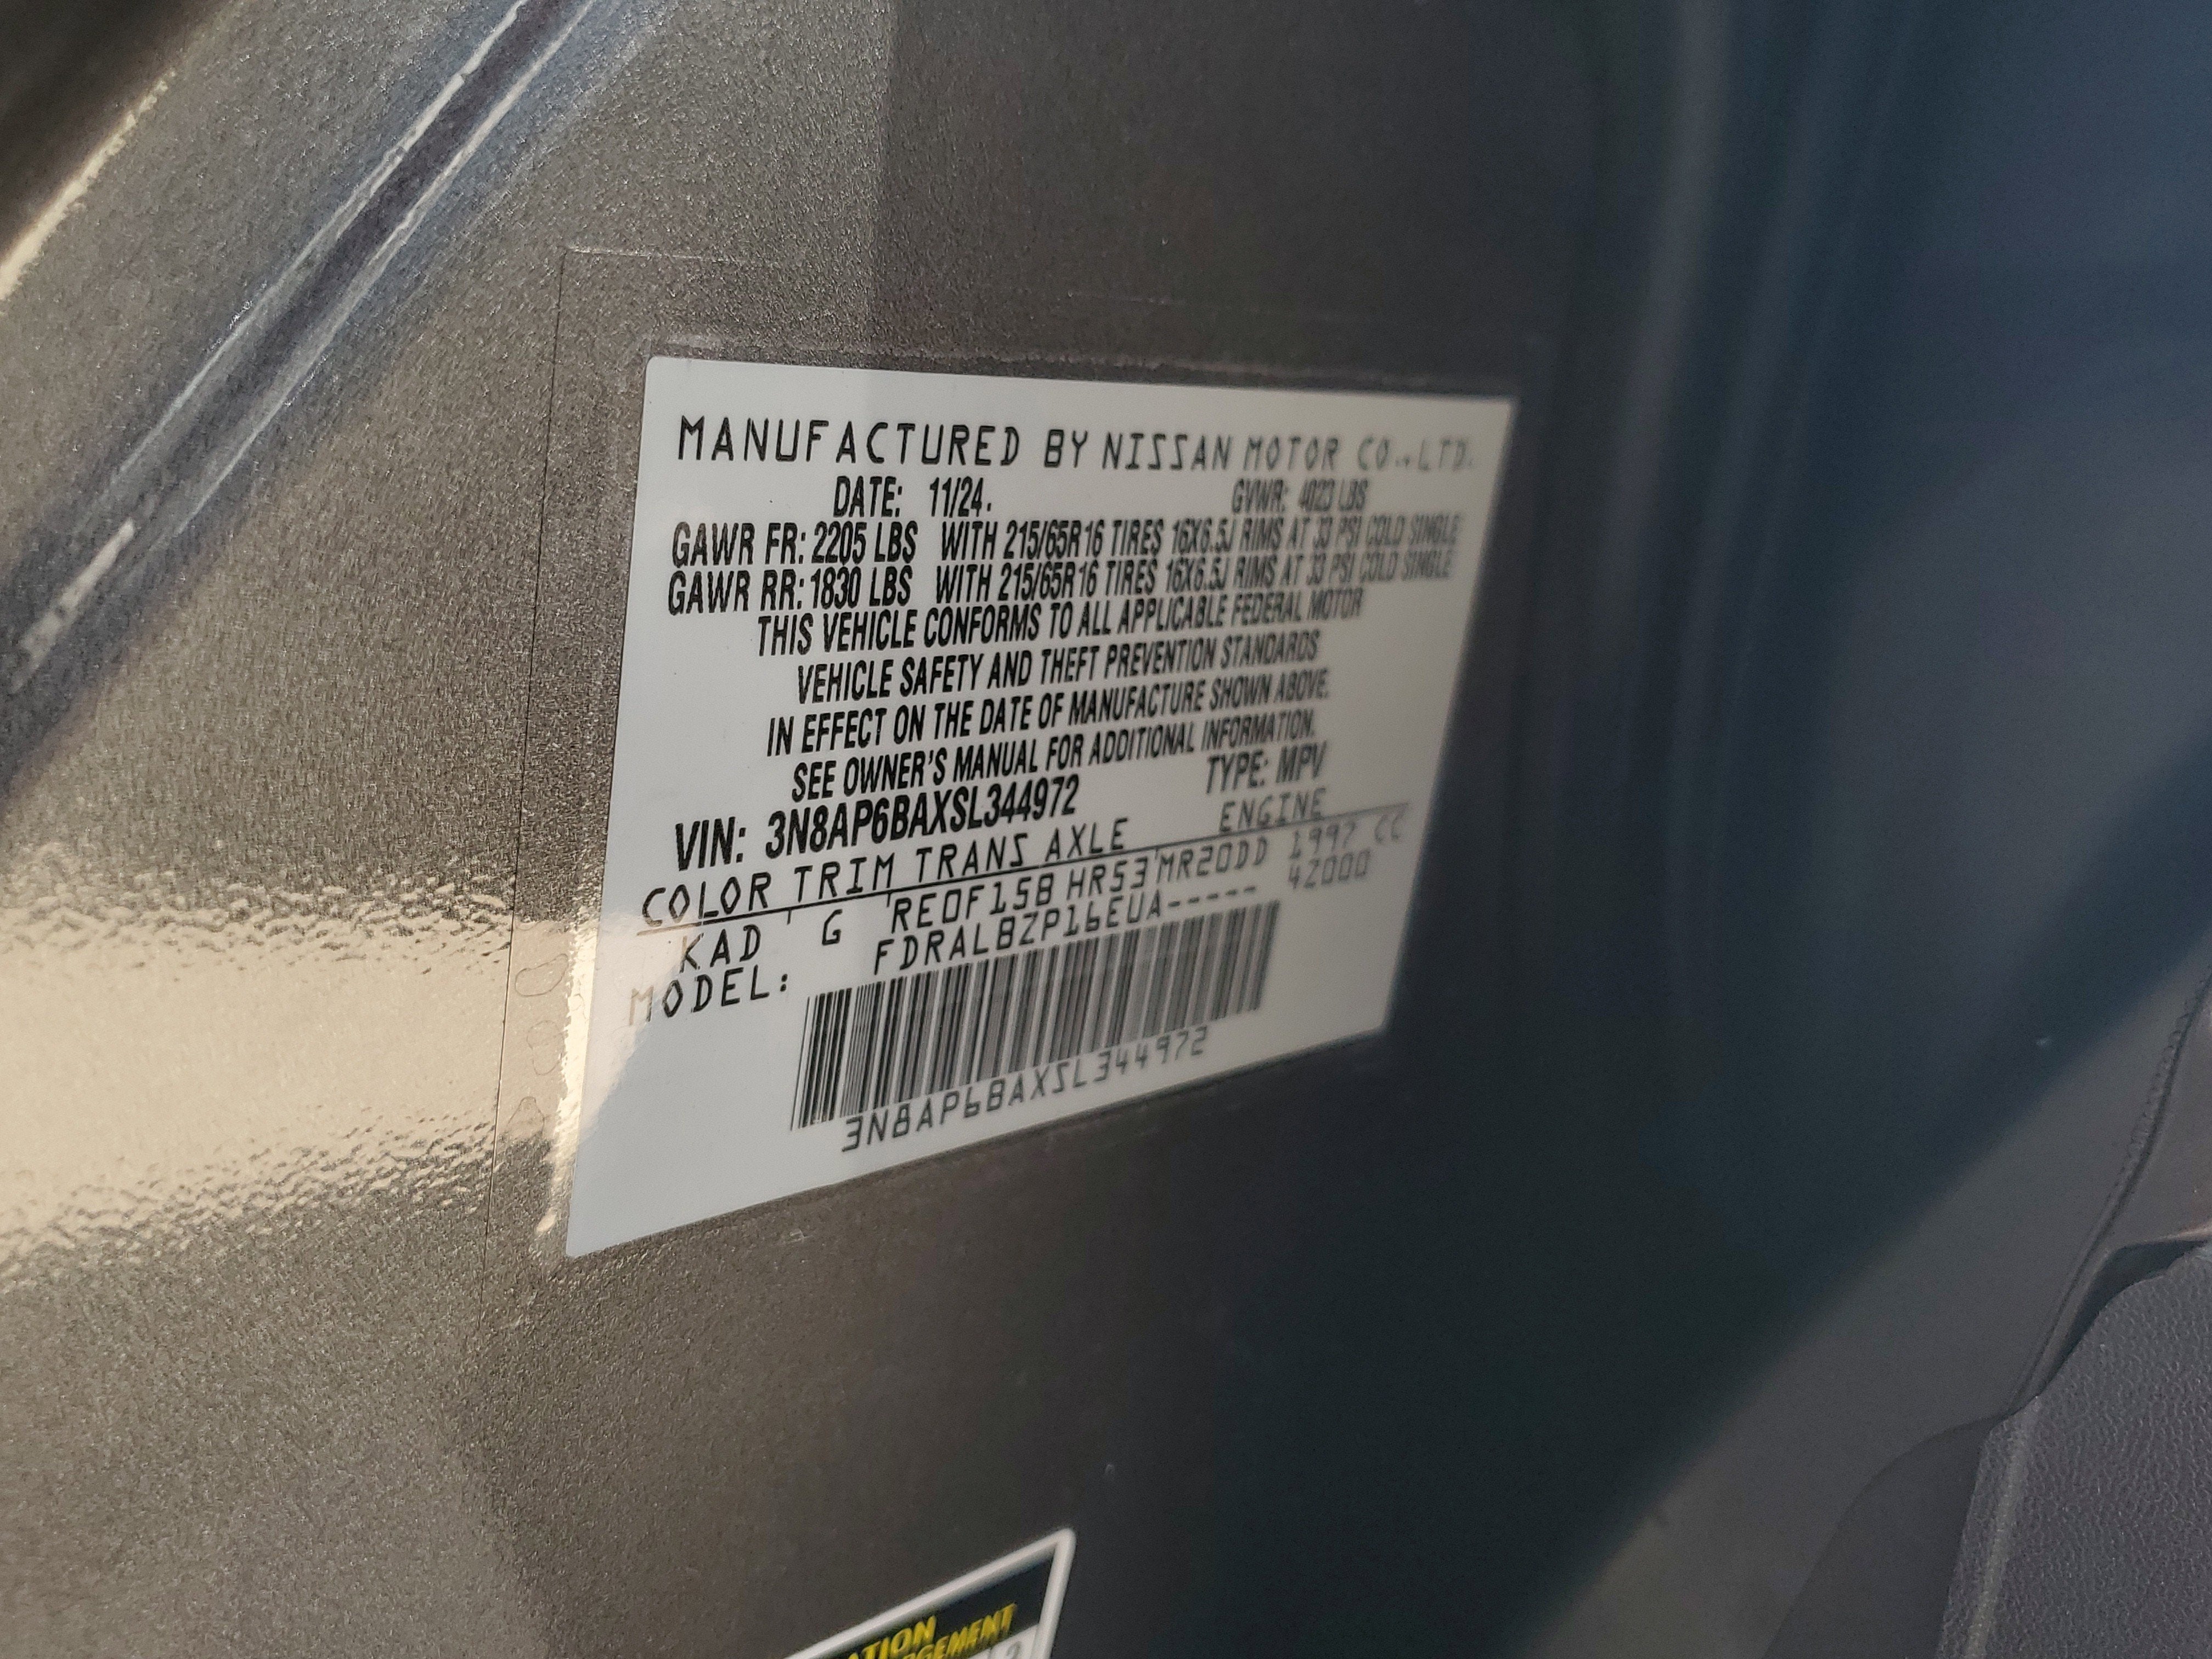 MANUFACTURED BY NISSAN MOTOR CO.,LTD.
DATE: 11/24. GVWR: 4023 LBS
GAWR FR: 2205 LBS WITH 215/65R16 TIRES 16X6.5J RIMS AT 33 PSI COLD SINGLE
GAWR RR: 1830 LBS WITH 215/65R16 TIRES 16X6.5J RIMS AT 33 PSI COLD SINGLE
THIS VEHICLE CONFORMS TO ALL APPLICABLE FEDERAL MOTOR
VEHICLE SAFETY AND THEFT PREVENTION STANDARDS
IN EFFECT ON THE DATE OF MANUFACTURE SHOWN ABOVE.
SEE OWNER'S MANUAL FOR ADDITIONAL INFORMATION.
VIN: 3N8AP6BAXSL344972 TYPE: MPV
COLOR TRIM TRANS AXLE ENGINE
KAD G RE0F15B HR53 MR20DD 1997 CC
MODEL: FDRALBZP16EUA----- 4Z000
3N8AP6BAXSL344972